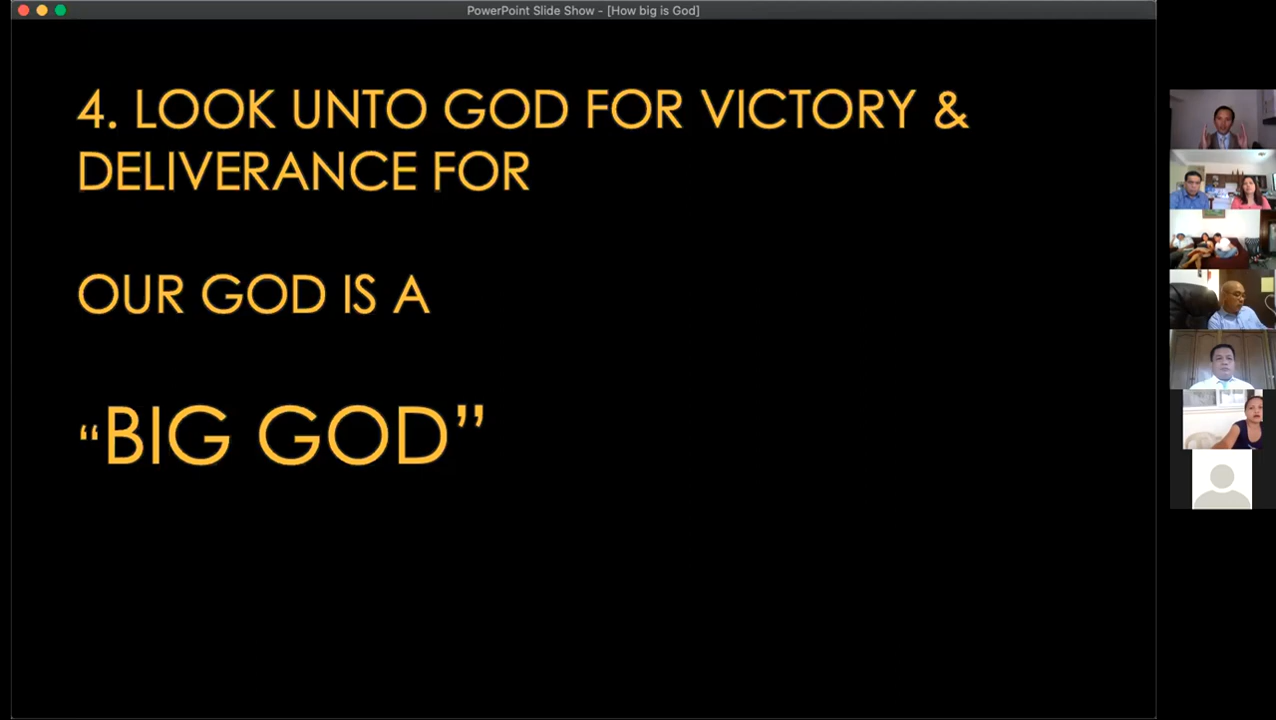 PowerPoint Slide Show - [How big is God]
4. LOOK UNTO GOD FOR VICTORY &
DELIVERANCE FOR
OUR GOD IS A
“BIG GOD”